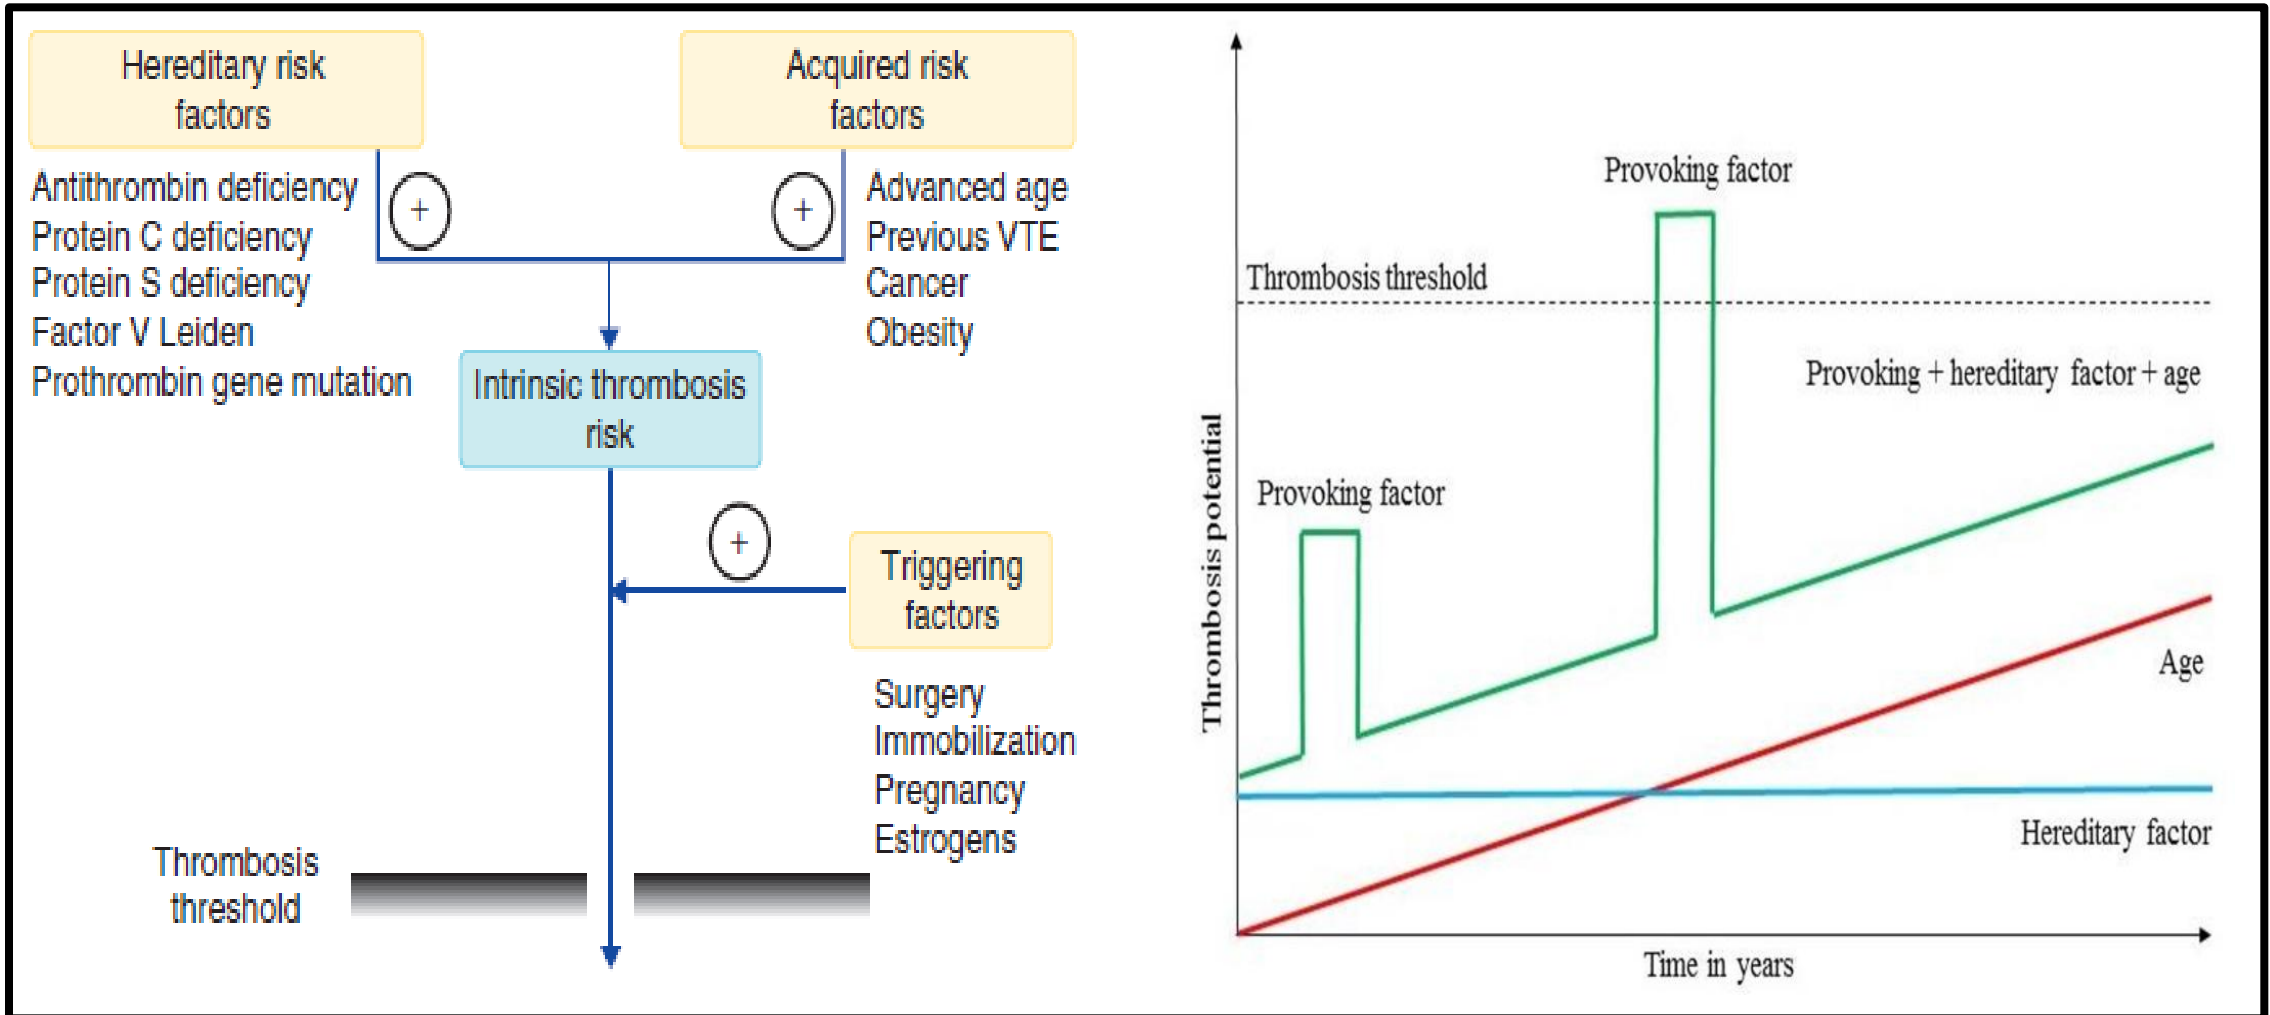 Hereditary risk
factors
Acquired risk
factors
Antithrombin deficiency
Protein C deficiency
Protein S deficiency
Factor V Leiden
Prothrombin gene mutation
+
+
Advanced age
Previous VTE
Cancer
Obesity
Intrinsic thrombosis
risk
+
Triggering
factors
Surgery
Immobilization
Pregnancy
Estrogens
Thrombosis
threshold
Thrombosis potential
Provoking factor
Thrombosis threshold
Provoking + hereditary factor + age
Provoking factor
Age
Hereditary factor
Time in years